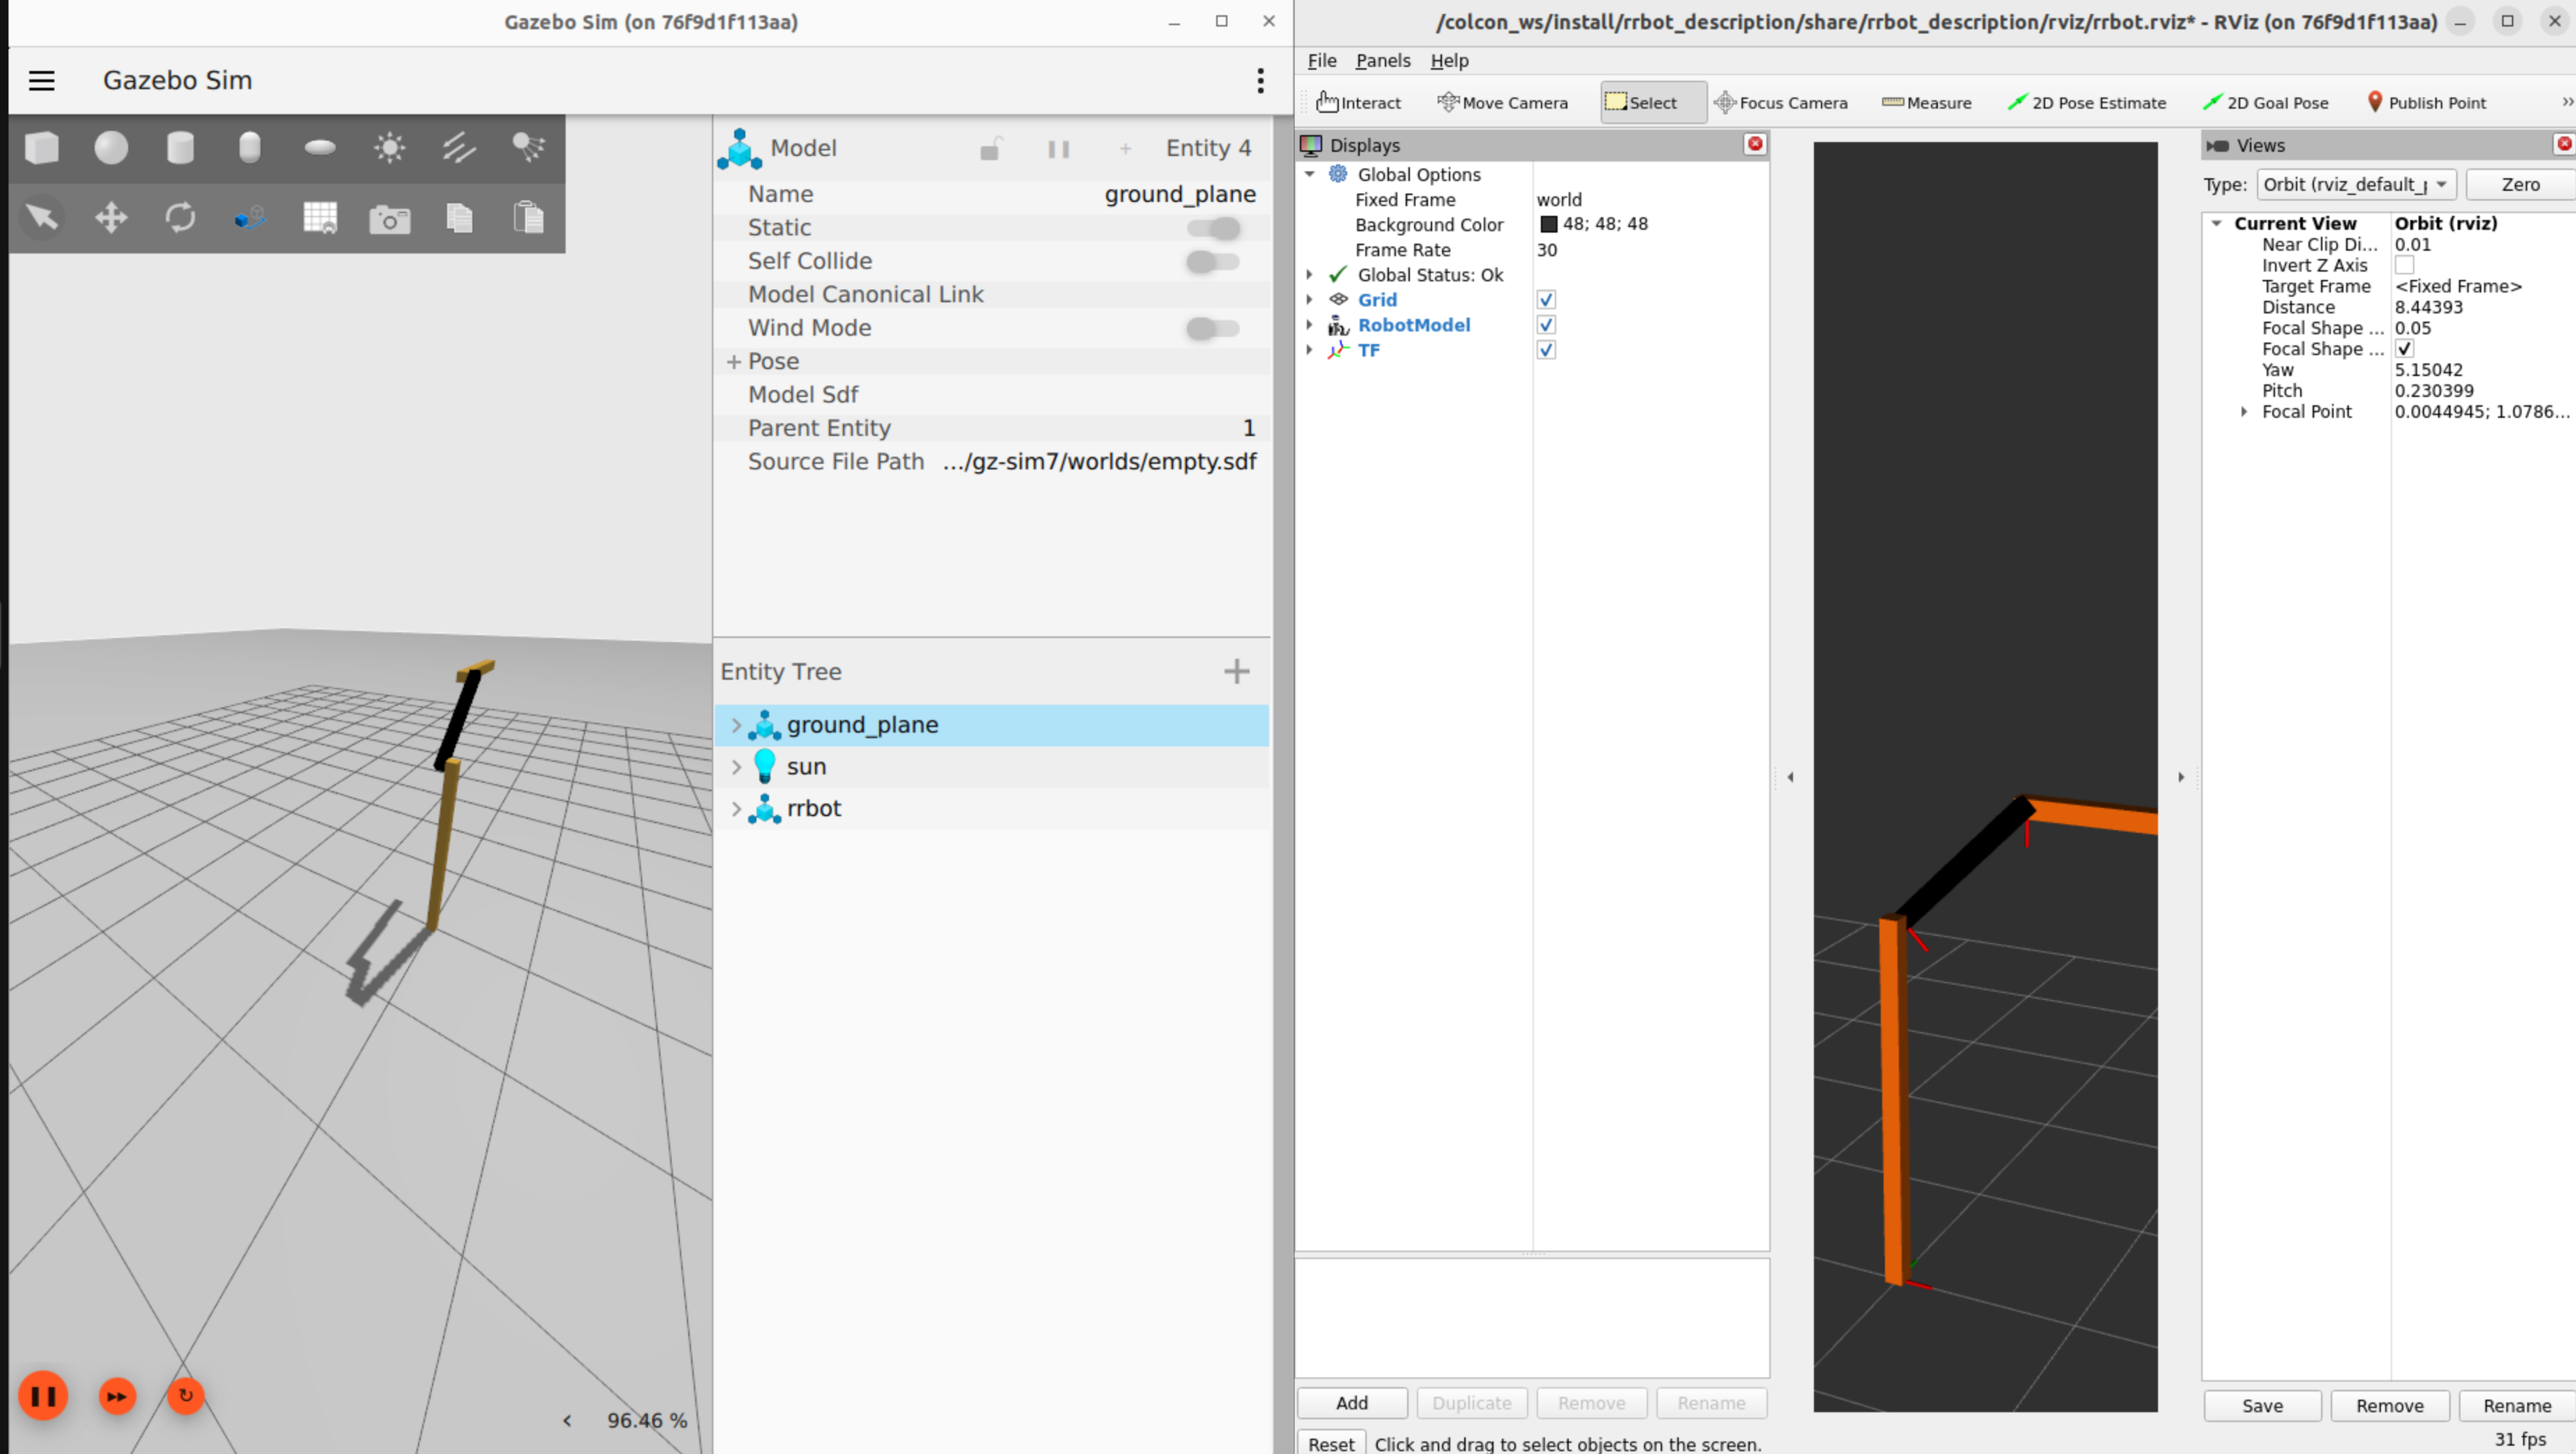 Gazebo Sim (on 76f9d1f113aa)
Gazebo Sim
Model
Entity 4
Name ground_plane
Static
Self Collide
Model Canonical Link
Wind Mode
+ Pose
Model Sdf
Parent Entity 1
Source File Path .../gz-sim7/worlds/empty.sdf
Entity Tree
ground_plane
sun
rrbot
96.46 %
/colcon_ws/install/rrbot_description/share/rrbot_description/rviz/rrbot.rviz* - RViz (on 76f9d1f113aa)
File Panels Help
Interact Move Camera Select Focus Camera Measure 2D Pose Estimate 2D Goal Pose Publish Point
Displays
Global Options
Fixed Frame world
Background Color 48; 48; 48
Frame Rate 30
Global Status: Ok
Grid
RobotModel
TF
Add Duplicate Remove Rename
Reset Click and drag to select objects on the screen.
Views
Type: Orbit (rviz_default_ Zero
Current View Orbit (rviz)
Near Clip Di... 0.01
Invert Z Axis
Target Frame <Fixed Frame>
Distance 8.44393
Focal Shape ... 0.05
Focal Shape ...
Yaw 5.15042
Pitch 0.230399
Focal Point 0.0044945; 1.0786...
Save Remove Rename
31 fps